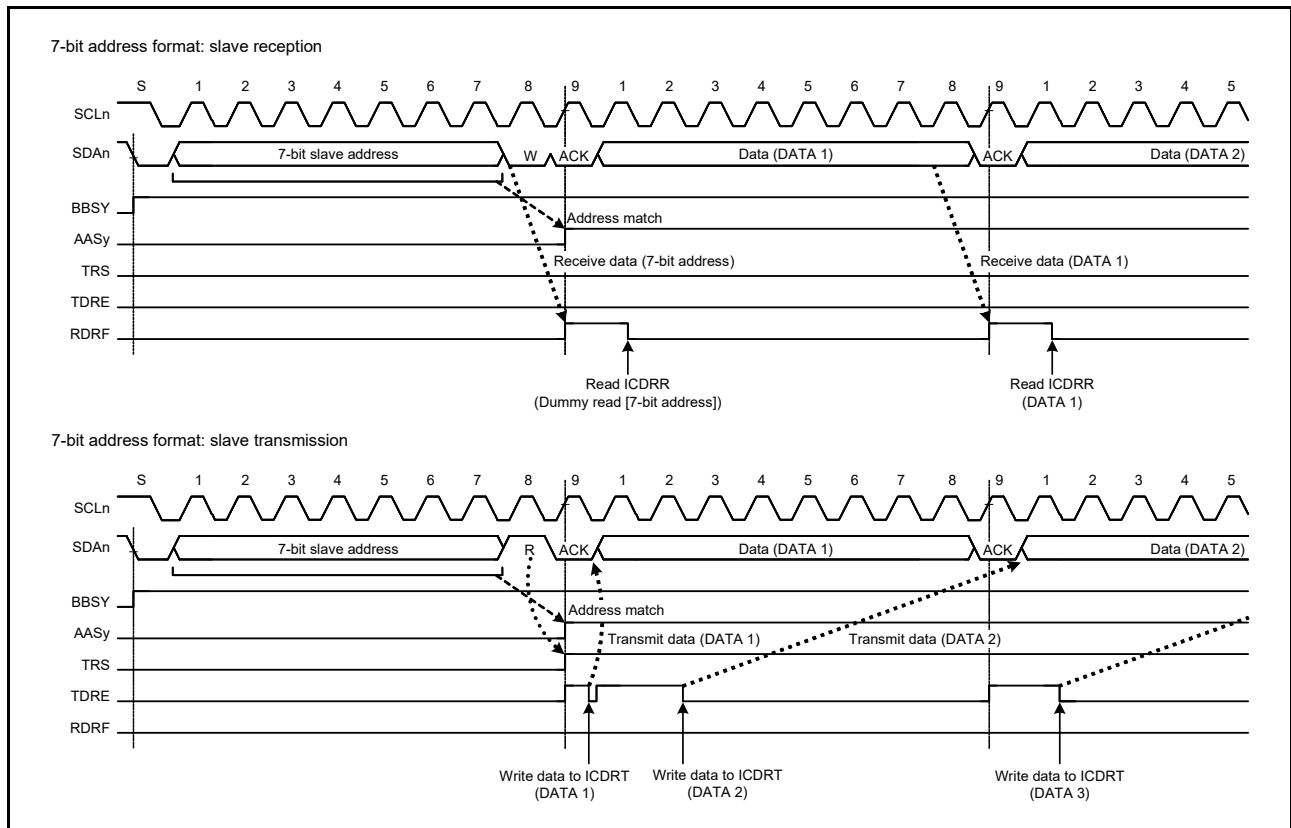 7-bit address format: slave reception
S 1 2 3 4 5 6 7 8 9 1 2 3 4 5 6 7 8 9 1 2 3 4 5
SCLn
SDAn 7-bit slave address W ACK Data (DATA 1) ACK Data (DATA 2)
BBSY
Address match
AASy
Receive data (7-bit address) Receive data (DATA 1)
TRS
TDRE
RDRF
Read ICDRR Read ICDRR
(Dummy read [7-bit address]) (DATA 1)
7-bit address format: slave transmission
S 1 2 3 4 5 6 7 8 9 1 2 3 4 5 6 7 8 9 1 2 3 4 5
SCLn
SDAn 7-bit slave address R ACK Data (DATA 1) ACK Data (DATA 2)
BBSY
Address match
AASy
Transmit data (DATA 1) Transmit data (DATA 2)
TRS
TDRE
RDRF
Write data to ICDRT Write data to ICDRT Write data to ICDRT
(DATA 1) (DATA 2) (DATA 3)